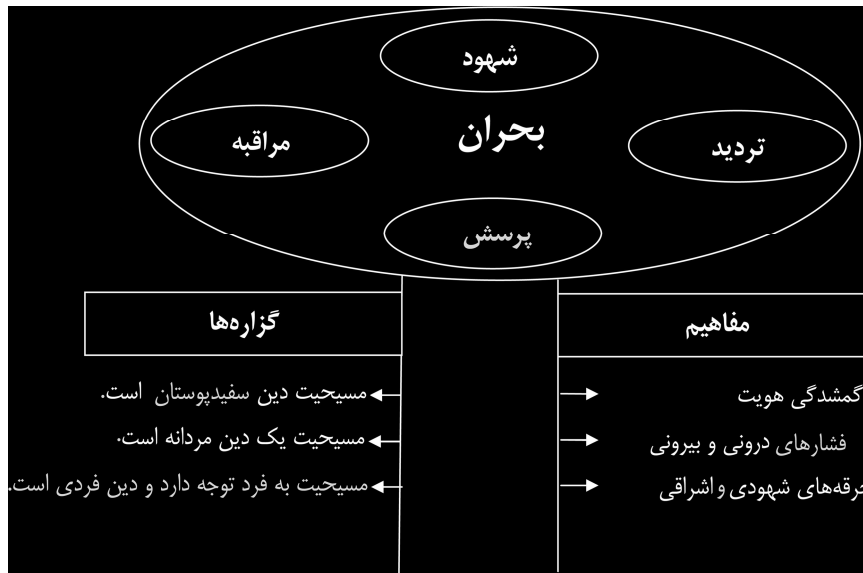 شهود
بحران
تردید
مراقبه
پرسش
مفاهیم
گمشدگی هویت
فشارهای درونی و بیرونی
جرقه‌های شهودی و اشراقی
گزاره‌ها
مسیحیت دین سفیدپوستان است.
مسیحیت یک دین مردانه است.
مسیحیت به فرد توجه دارد و دین فردی است.